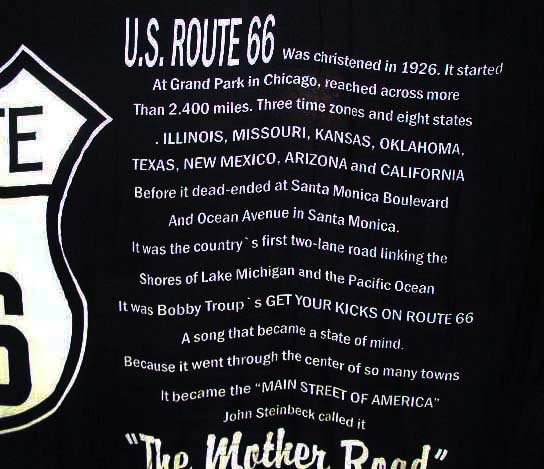 TE
6
U.S. ROUTE 66 Was christened in 1926. It started
At Grand Park in Chicago, reached across more
Than 2.400 miles. Three time zones and eight states
. ILLINOIS, MISSOURI, KANSAS, OKLAHOMA,
TEXAS, NEW MEXICO, ARIZONA and CALIFORNIA
Before it dead-ended at Santa Monica Boulevard
And Ocean Avenue in Santa Monica.
It was the country`s first two-lane road linking the
Shores of Lake Michigan and the Pacific Ocean
It was Bobby Troup`s GET YOUR KICKS ON ROUTE 66
A song that became a state of mind.
Because it went through the center of so many towns
It became the “MAIN STREET OF AMERICA”
John Steinbeck called it
"The Mother Road"